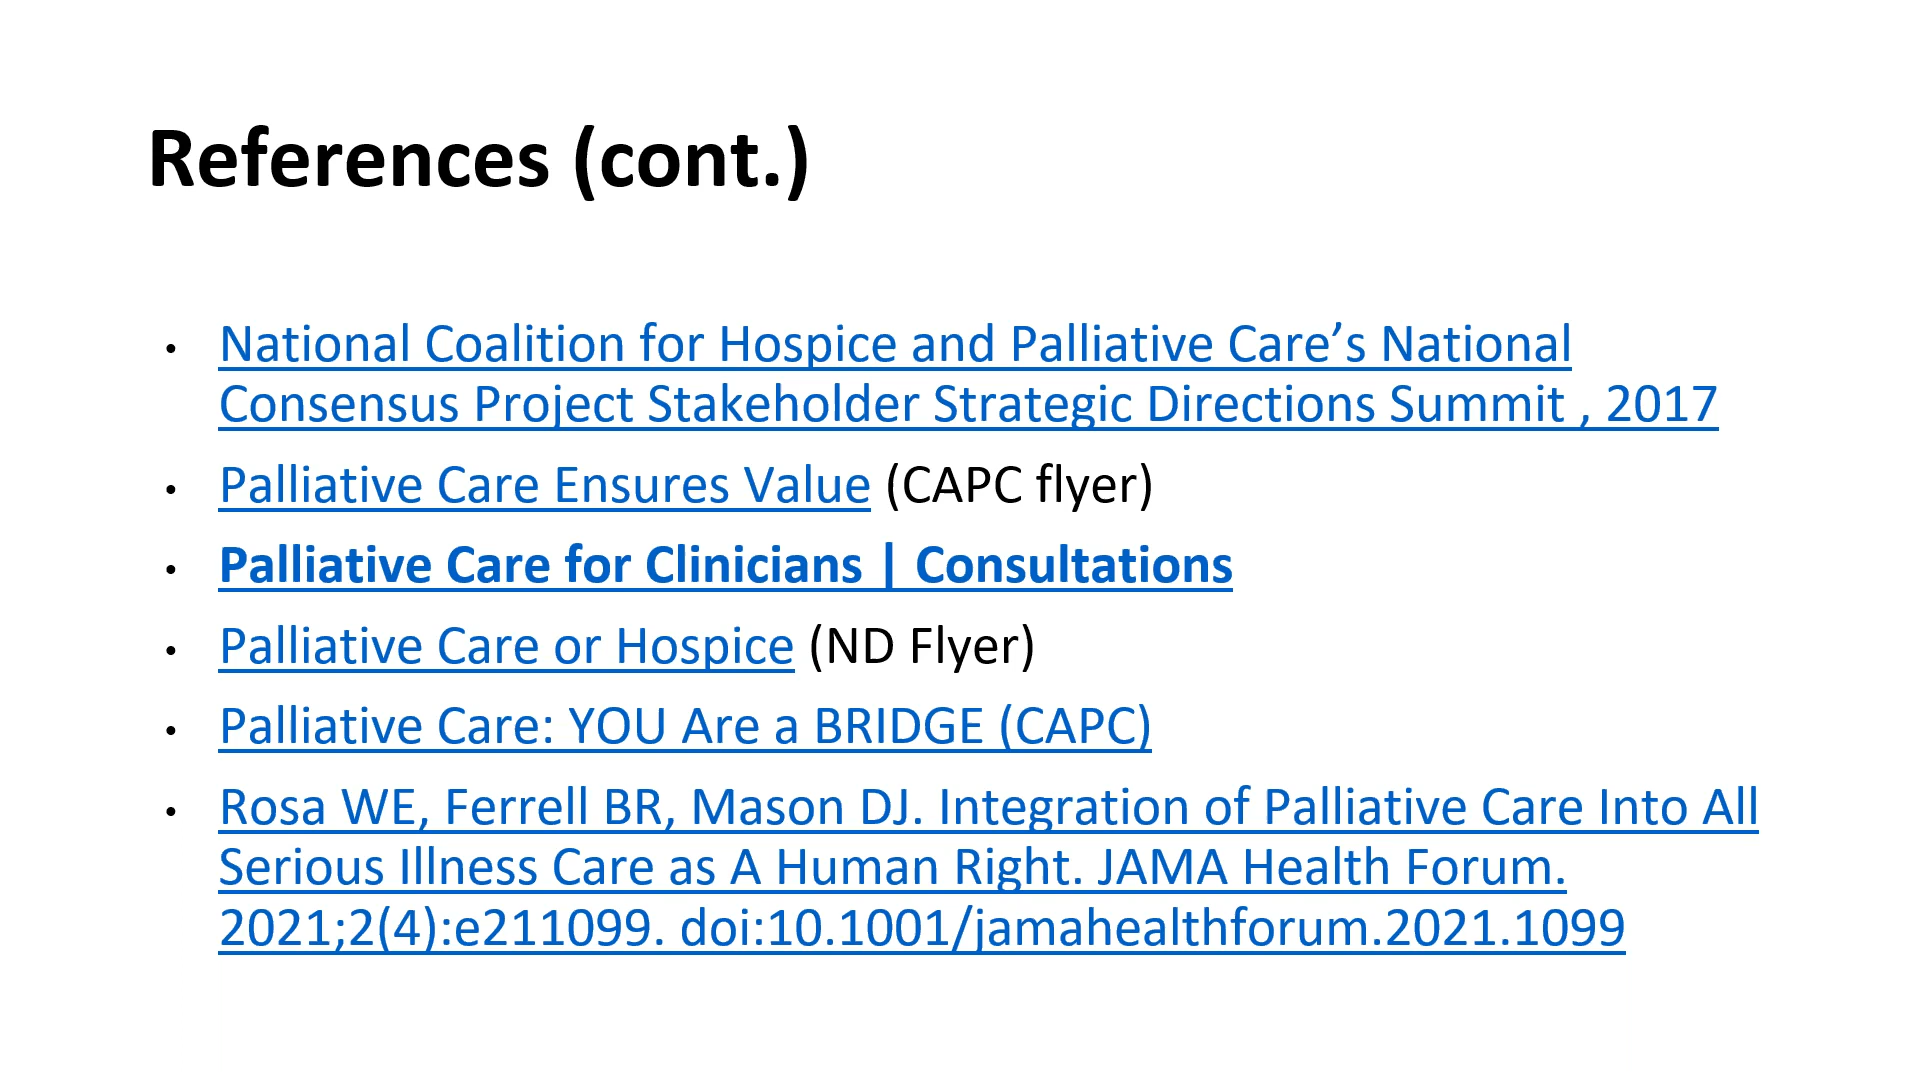 References (cont.)
• National Coalition for Hospice and Palliative Care’s National
Consensus Project Stakeholder Strategic Directions Summit , 2017
• Palliative Care Ensures Value (CAPC flyer)
• Palliative Care for Clinicians | Consultations
• Palliative Care or Hospice (ND Flyer)
• Palliative Care: YOU Are a BRIDGE (CAPC)
• Rosa WE, Ferrell BR, Mason DJ. Integration of Palliative Care Into All
Serious Illness Care as A Human Right. JAMA Health Forum.
2021;2(4):e211099. doi:10.1001/jamahealthforum.2021.1099